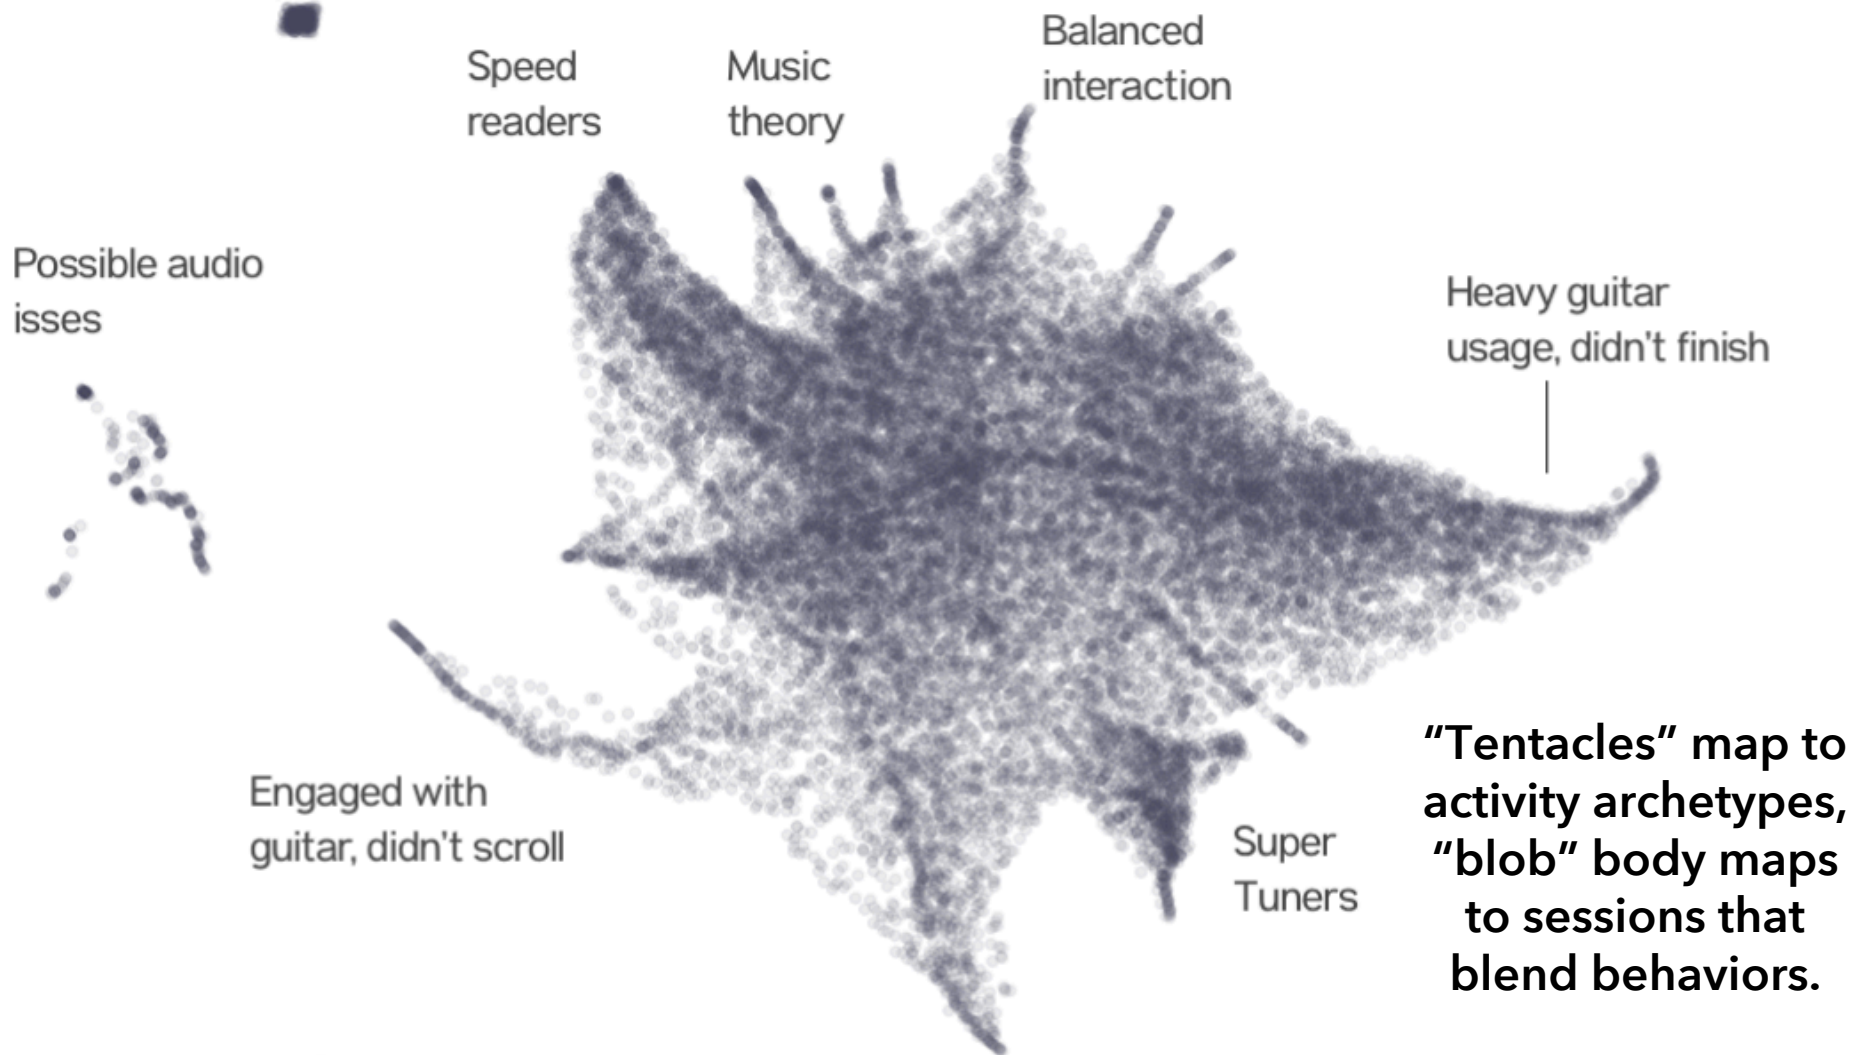 Speed
readers
Music
theory
Balanced
interaction
Possible audio
isses
Heavy guitar
usage, didn't finish
Engaged with
guitar, didn't scroll
Super
Tuners
"Tentacles" map to
activity archetypes,
"blob" body maps
to sessions that
blend behaviors.